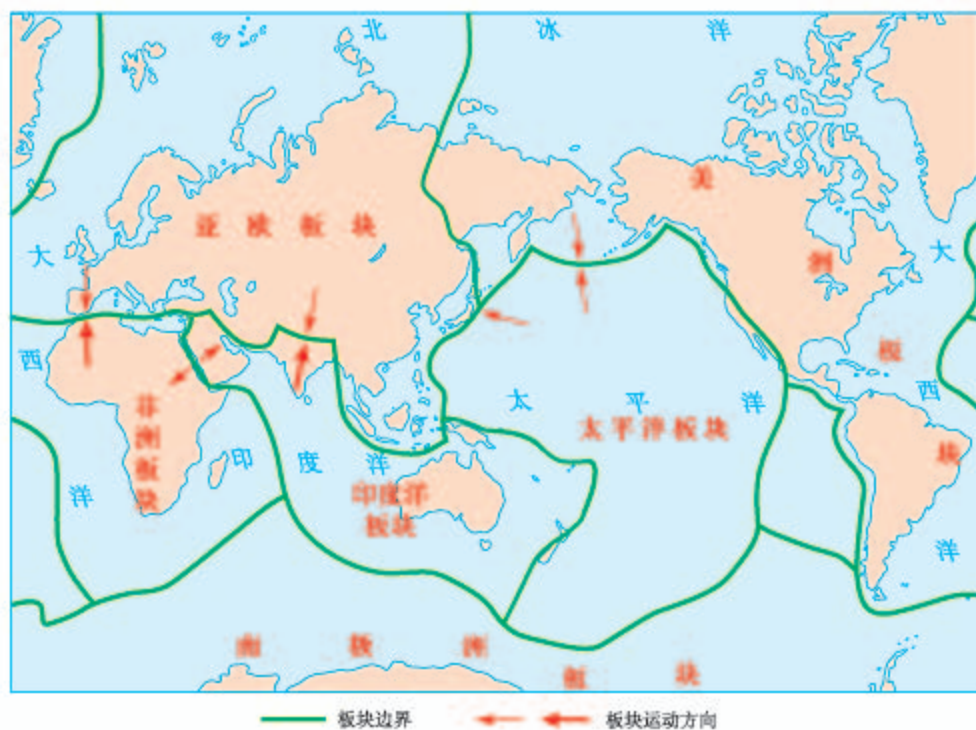 北冰洋
美
亚欧板块
大
洲
大
西
板
西
太平洋
非洲板块
太平洋板块
印度洋
块
洋
印度洋
板块
洋
南极洲
板块
板块边界
板块运动方向